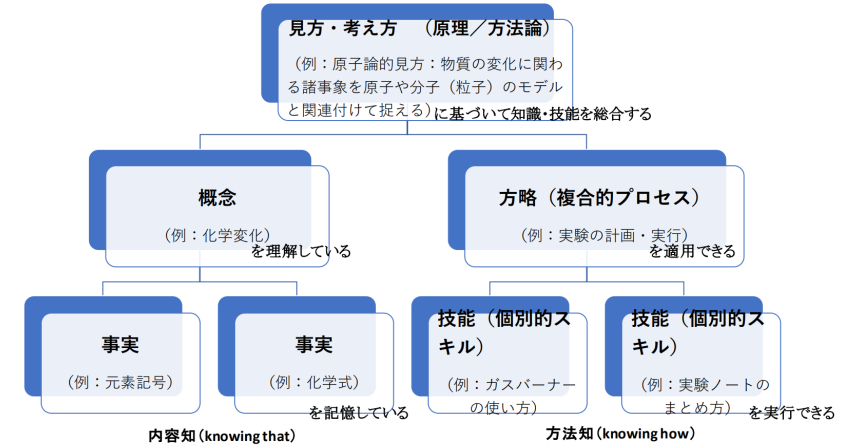 見方・考え方　（原理／方法論）
（例：原子論的見方：物質の変化に関わ
る諸事象を原子や分子（粒子）のモデル
と関連付けて捉える）
に基づいて知識・技能を総合する
概念
（例：化学変化）
を理解している
方略（複合的プロセス）
（例：実験の計画・実行）
を適用できる
事実
（例：元素記号）
事実
（例：化学式）
を記憶している
技能（個別的ス
キル）
（例：ガスバーナー
の使い方）
技能（個別的ス
キル）
（例：実験ノートの
まとめ方）
を実行できる
内容知（knowing that）
方法知（knowing how）